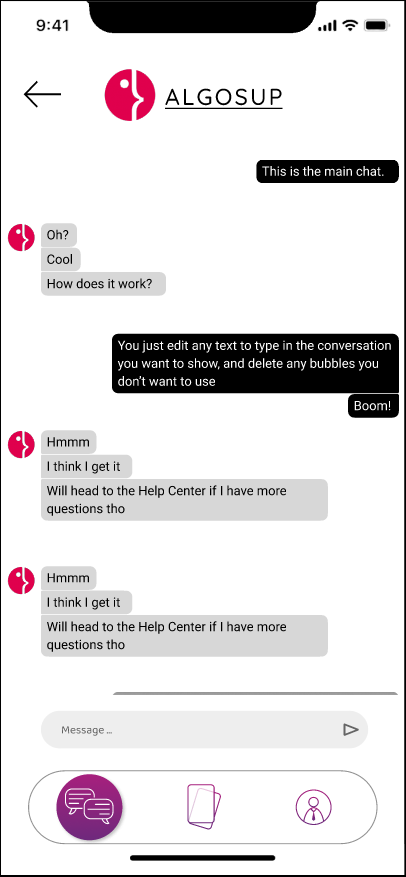 9:41
ALGOSUP
This is the main chat.
Oh?
Cool
How does it work?
You just edit any text to type in the conversation
you want to show, and delete any bubbles you
don't want to use
Boom!
Hmmm
I think I get it
Will head to the Help Center if I have more
questions tho
Hmmm
I think I get it
Will head to the Help Center if I have more
questions tho
Message ...